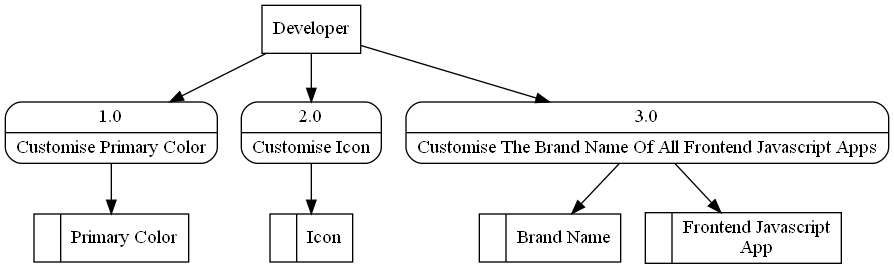 Developer
1.0
2.0
3.0
Customise Primary Color
Customise Icon
Customise The Brand Name Of All Frontend Javascript Apps
Primary Color
Icon
Brand Name
Frontend Javascript
App